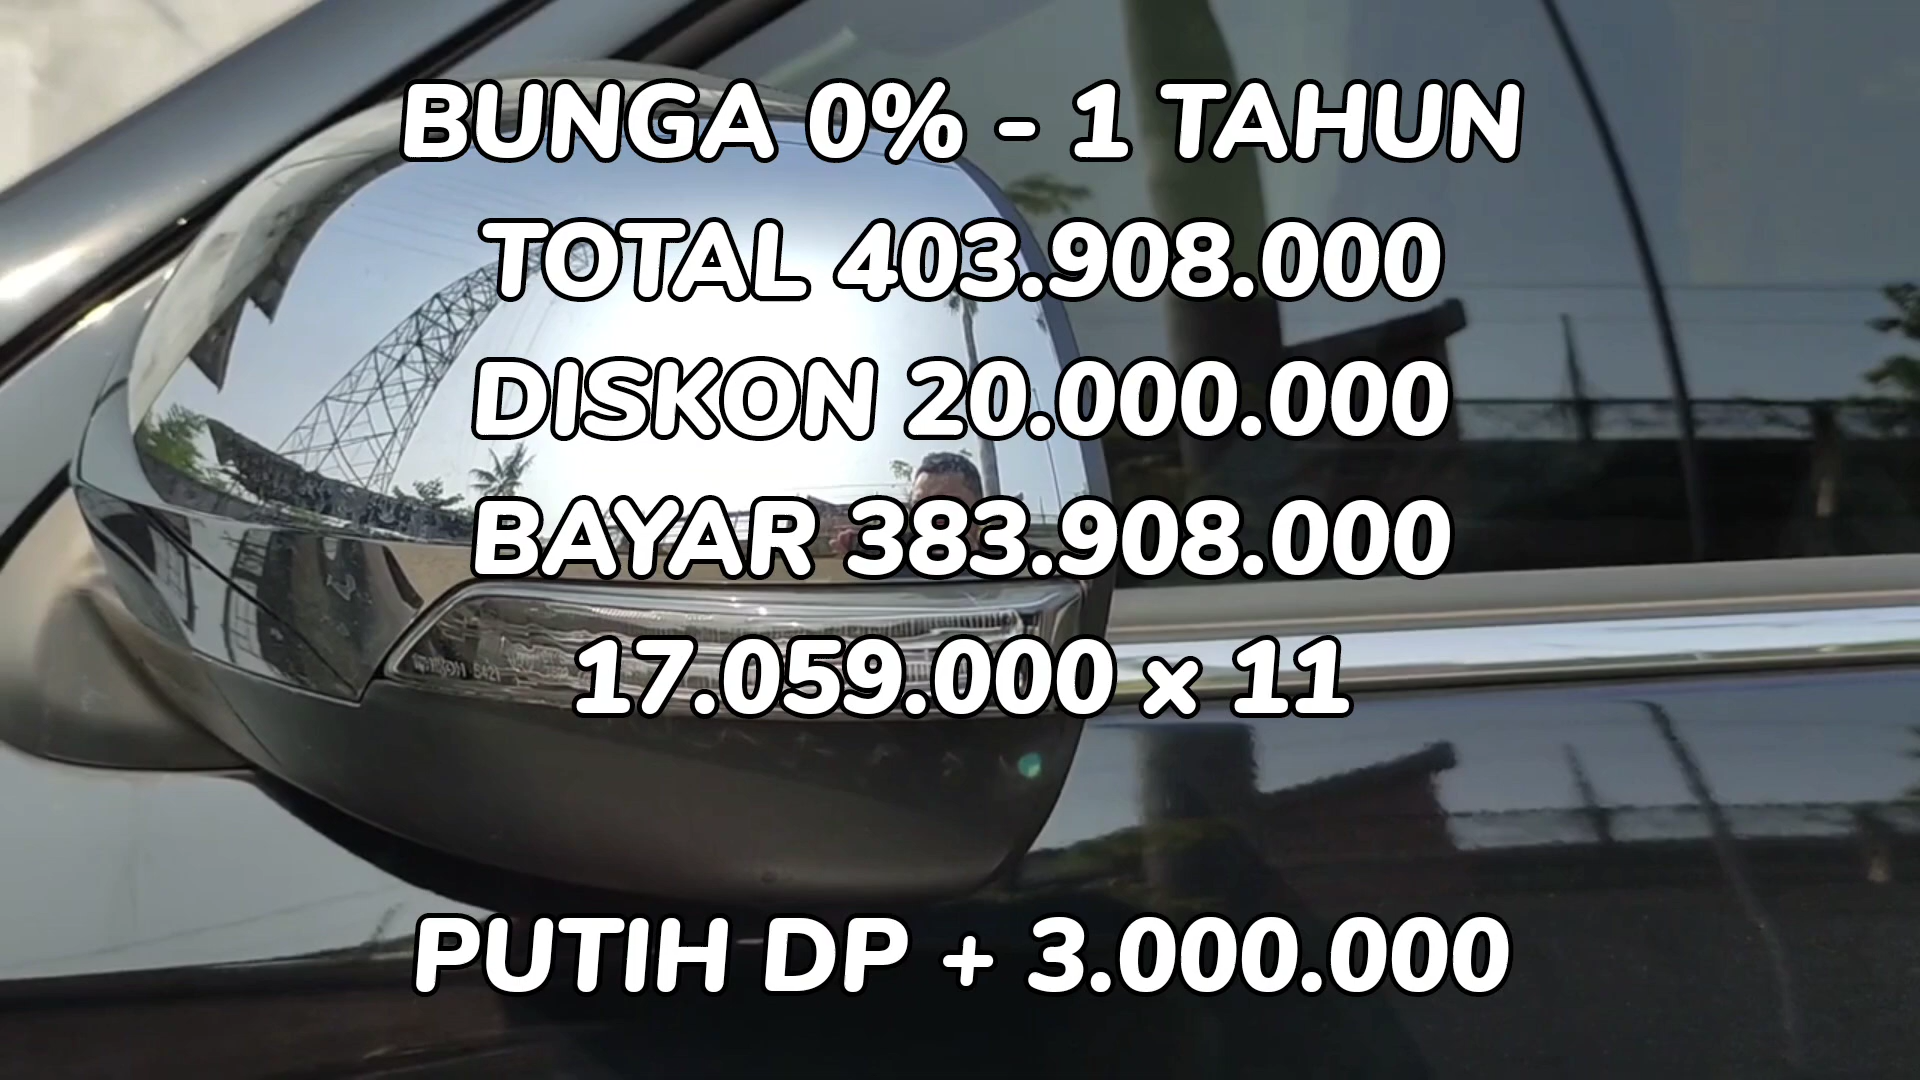 BUNGA 0% - 1 TAHUN
TOTAL 403.908.000
DISKON 20.000.000
BAYAR 383.908.000
17.059.000 x 11
PUTIH DP + 3.000.000